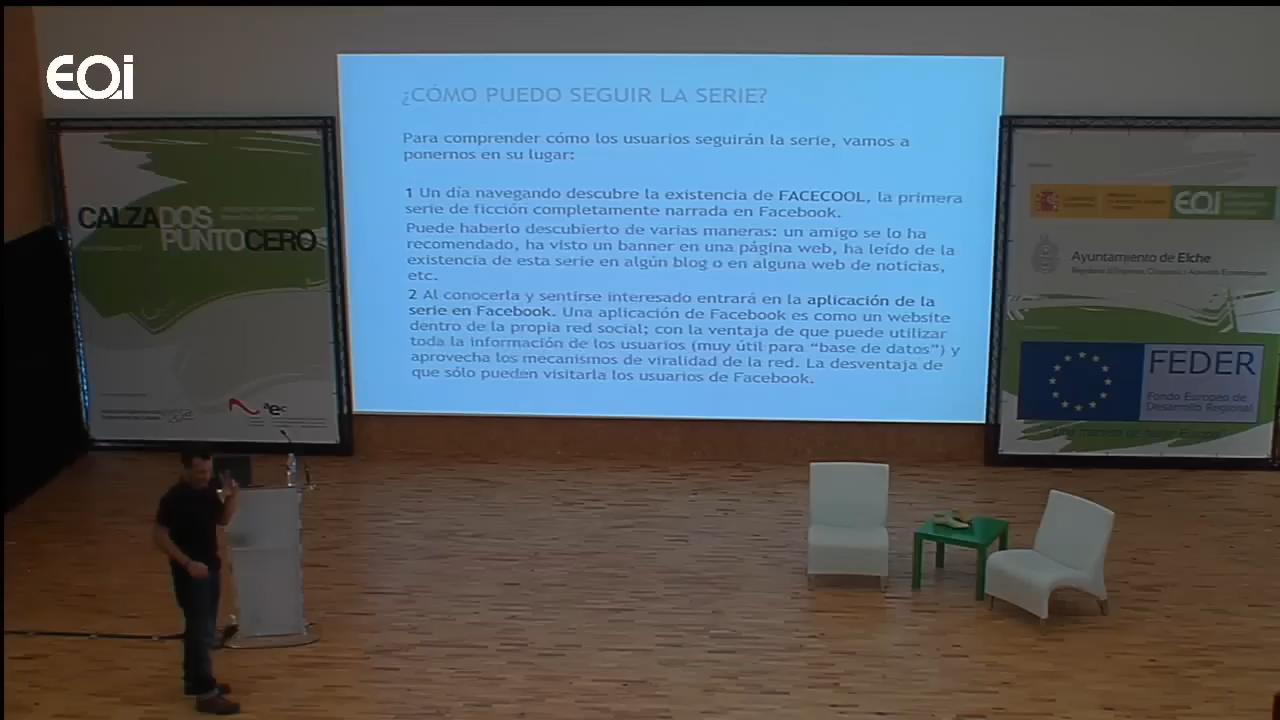 EOi
¿CÓMO PUEDO SEGUIR LA SERIE?
Para comprender cómo los usuarios seguirán la serie, vamos a
ponernos en su lugar:
1 Un día navegando descubre la existencia de FACECOOL, la primera
serie de ficción completamente narrada en Facebook.
Puede haberlo descubierto de varias maneras: un amigo se lo ha
recomendado, ha visto un banner en una página web, ha leído de la
existencia de esta serie en algún blog o en alguna web de noticias,
etc.
2 Al conocerla y sentirse interesado entrará en la aplicación de la
serie en Facebook. Una aplicación de Facebook es como un website
dentro de la propia red social; con la ventaja de que puede utilizar
toda la información de los usuarios (muy útil para “base de datos”) y
aprovecha los mecanismos de viralidad de la red. La desventaja de
que sólo pueden visitarla los usuarios de Facebook.
CALZADOS
PUNTOCERO
aec
EOI
Ayuntamiento de Elche
FEDER
Fondo Europeo de
Desarrollo Regional